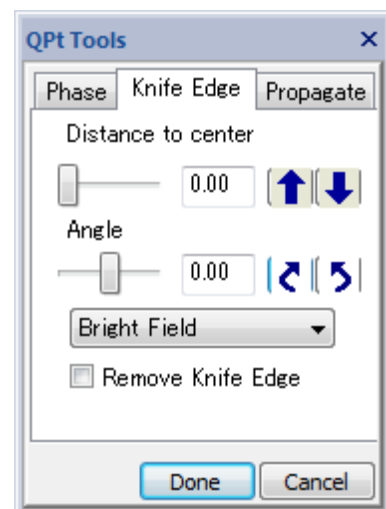 QPt Tools
Phase Knife Edge Propagate
Distance to center
0.00
Angle
0.00
Bright Field
Remove Knife Edge
Done Cancel